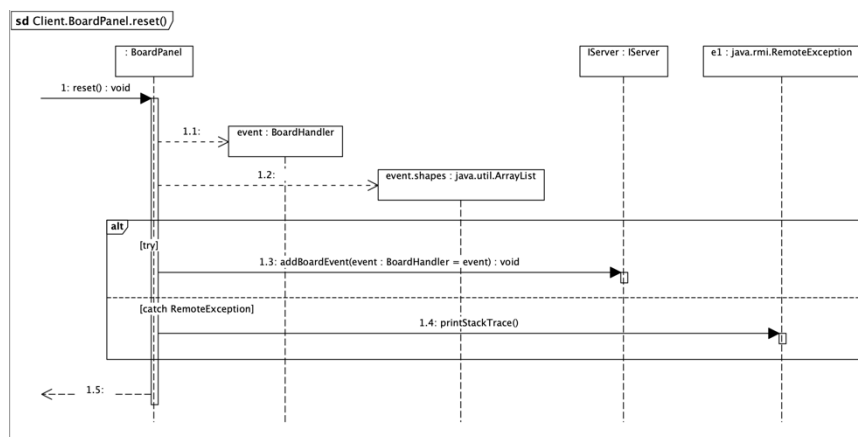 sd Client.BoardPanel.reset()
: BoardPanel
IServer : IServer
e1 : java.rmi.RemoteException
1: reset() : void
1.1:
event : BoardHandler
1.2:
event.shapes : java.util.ArrayList
alt
[try]
1.3: addBoardEvent(event : BoardHandler = event) : void
[catch RemoteException]
1.4: printStackTrace()
1.5: